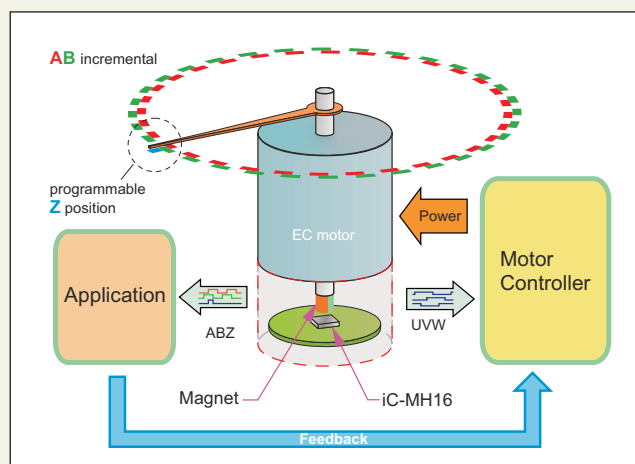 AB incremental
programmable
Z position
Power
EC motor
Motor
Controller
Application
ABZ
UVW
Magnet
iC-MH16
Feedback